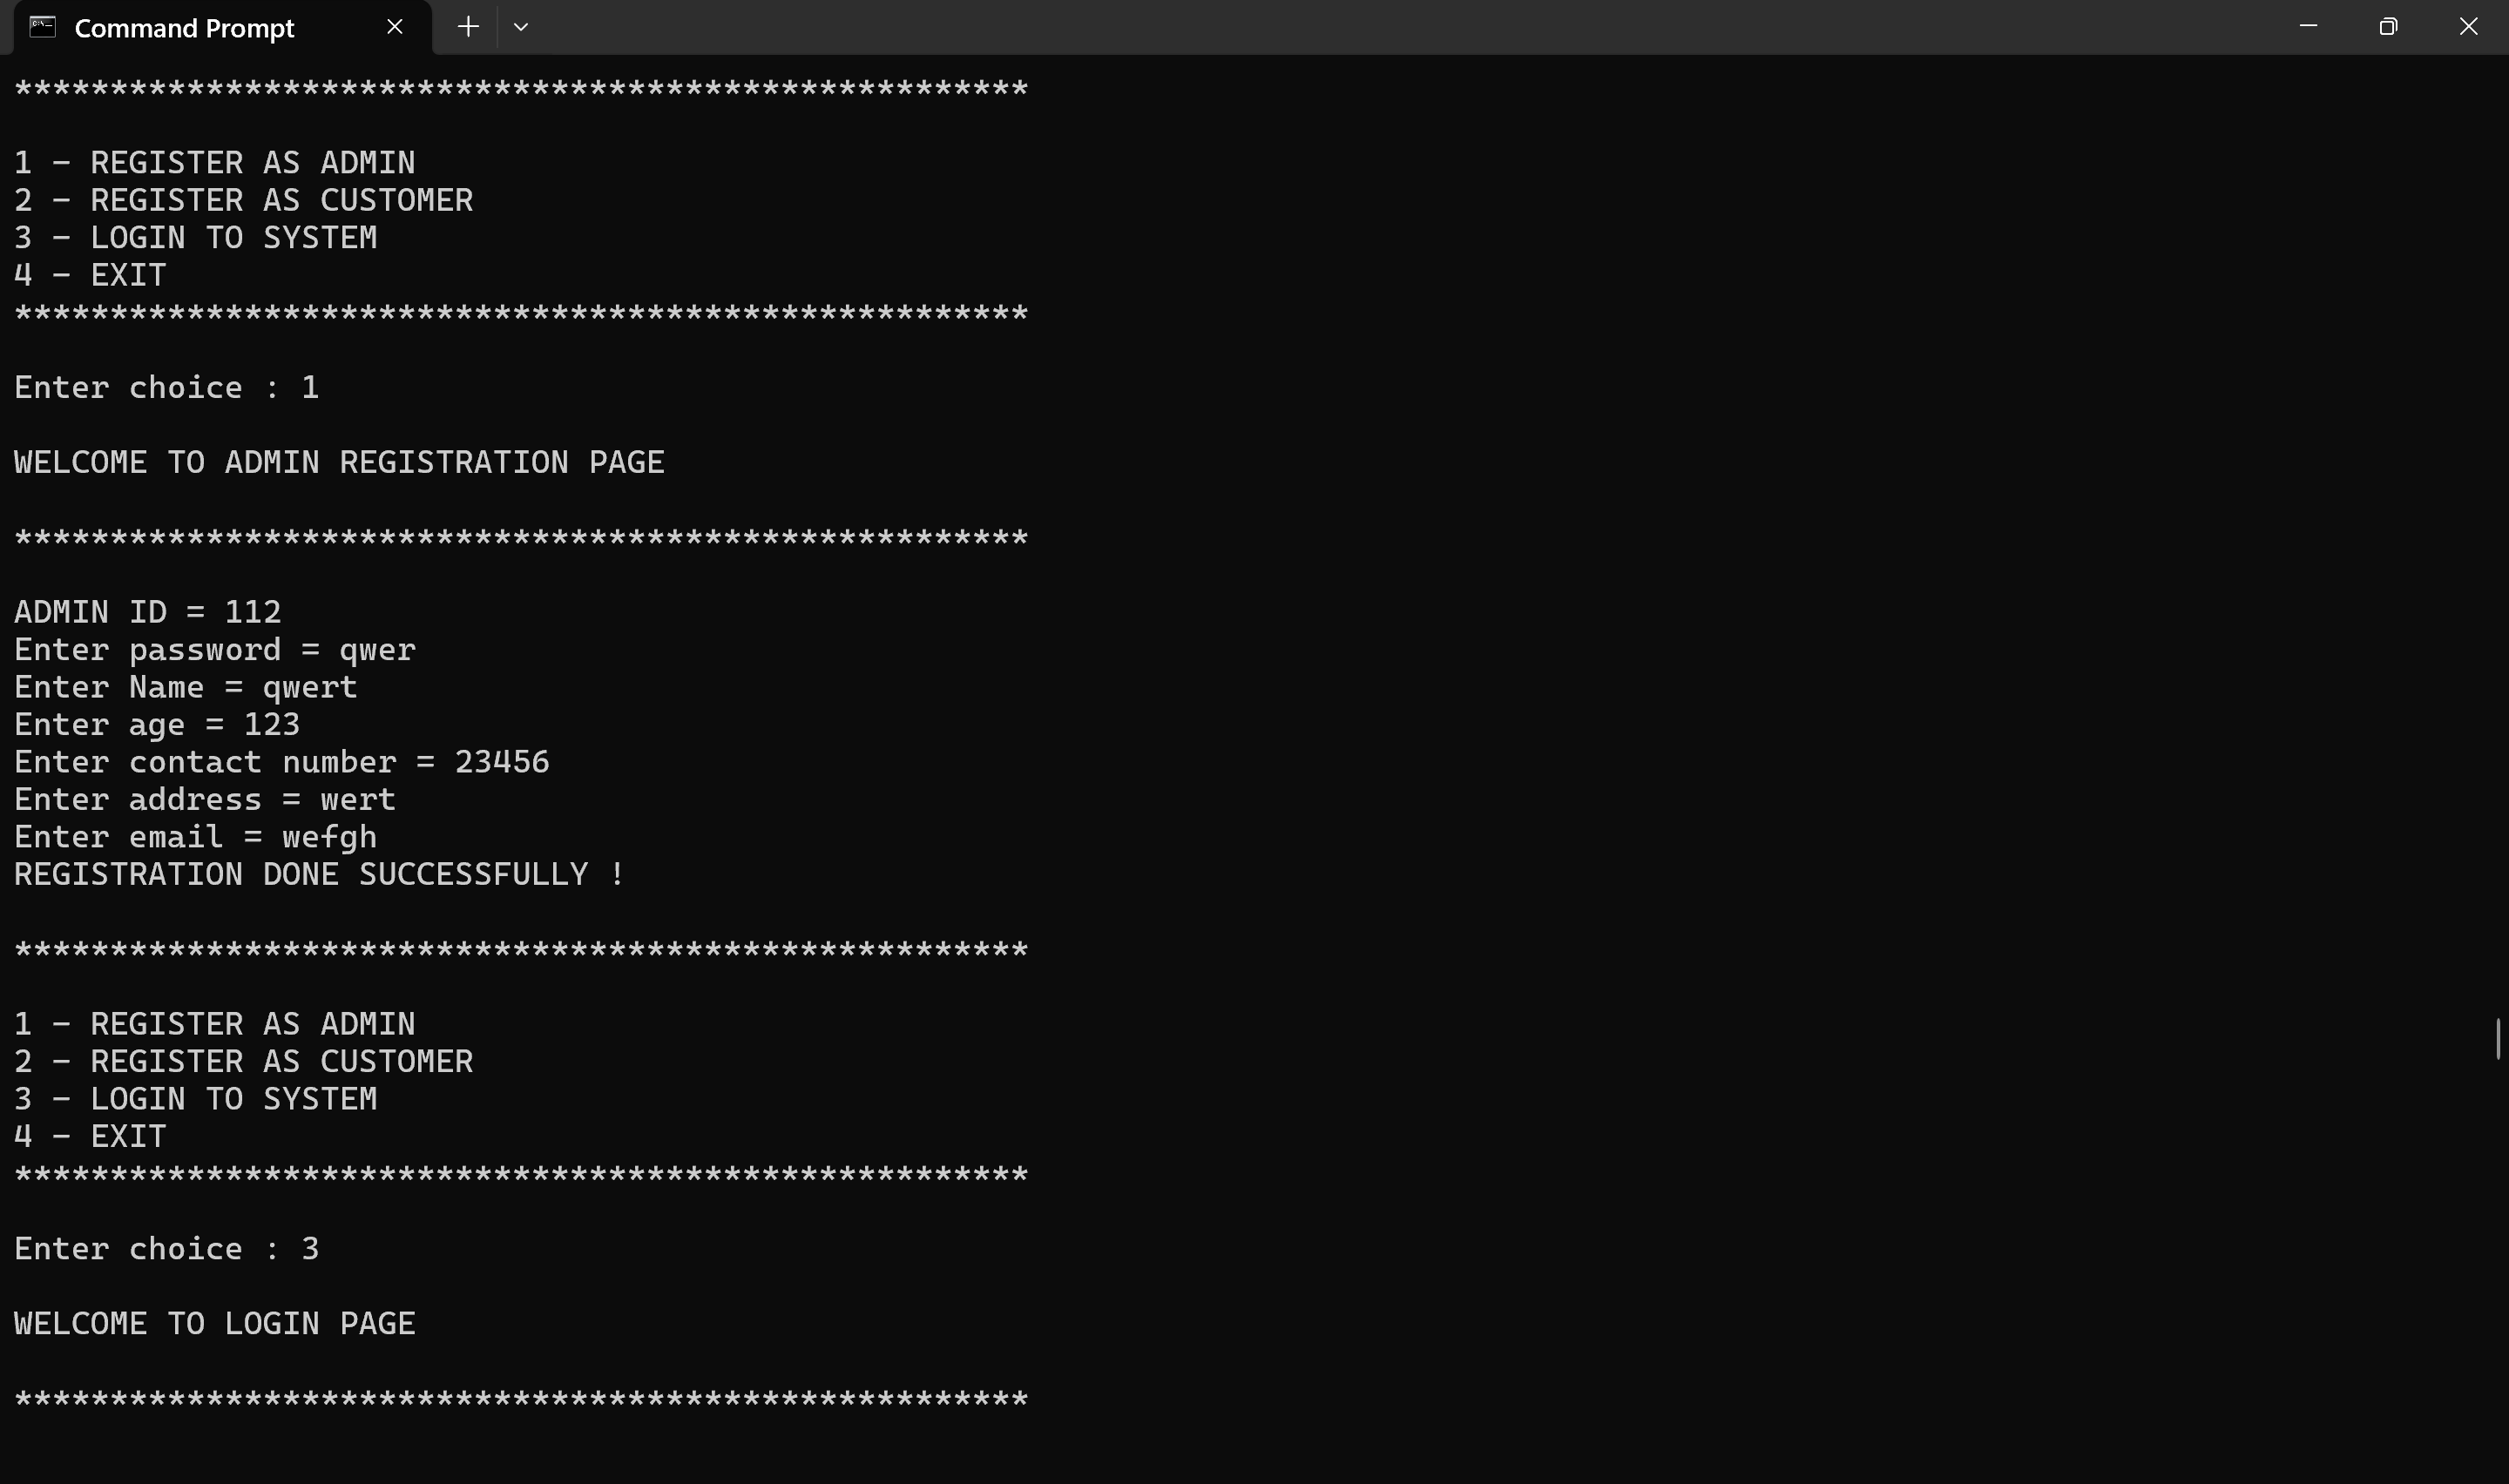 Command Prompt
*****************************************************
1 - REGISTER AS ADMIN
2 - REGISTER AS CUSTOMER
3 - LOGIN TO SYSTEM
4 - EXIT
*****************************************************
Enter choice : 1
WELCOME TO ADMIN REGISTRATION PAGE
*****************************************************
ADMIN ID = 112
Enter password = qwer
Enter Name = qwert
Enter age = 123
Enter contact number = 23456
Enter address = wert
Enter email = wefgh
REGISTRATION DONE SUCCESSFULLY !
*****************************************************
1 - REGISTER AS ADMIN
2 - REGISTER AS CUSTOMER
3 - LOGIN TO SYSTEM
4 - EXIT
*****************************************************
Enter choice : 3
WELCOME TO LOGIN PAGE
*****************************************************